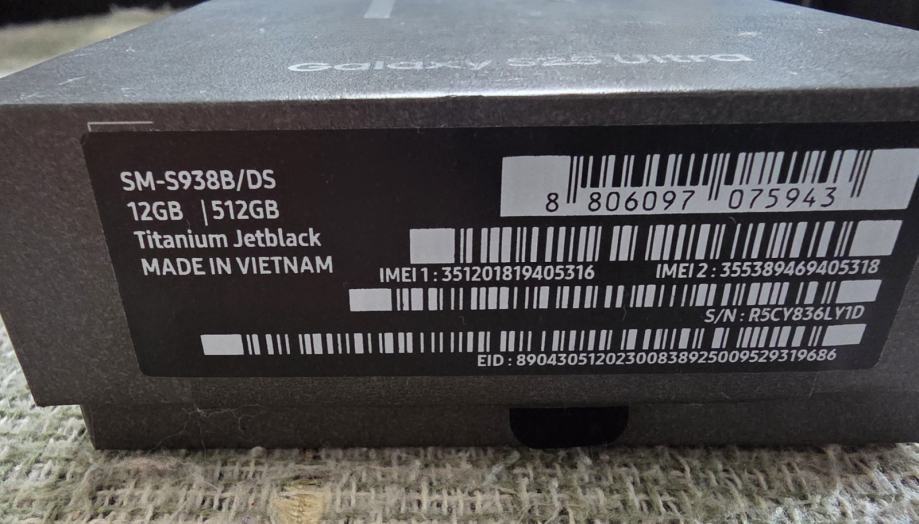 Galaxy S25 Ultra
SM-S938B/DS
12GB | 512GB
Titanium Jetblack
MADE IN VIETNAM
8 806097 075943
IMEI 1 : 351201819405316
IMEI 2 : 355389469405318
S/N : R5CY836LY1D
EID : 89043051202300838925009529319686